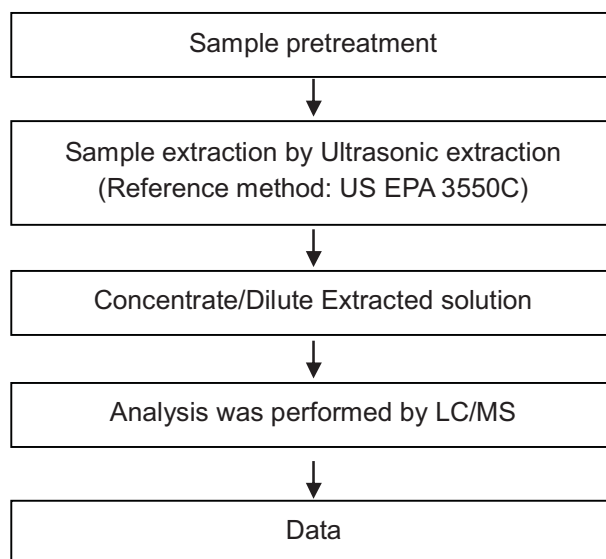 Sample pretreatment
Sample extraction by Ultrasonic extraction
(Reference method: US EPA 3550C)
Concentrate/Dilute Extracted solution
Analysis was performed by LC/MS
Data